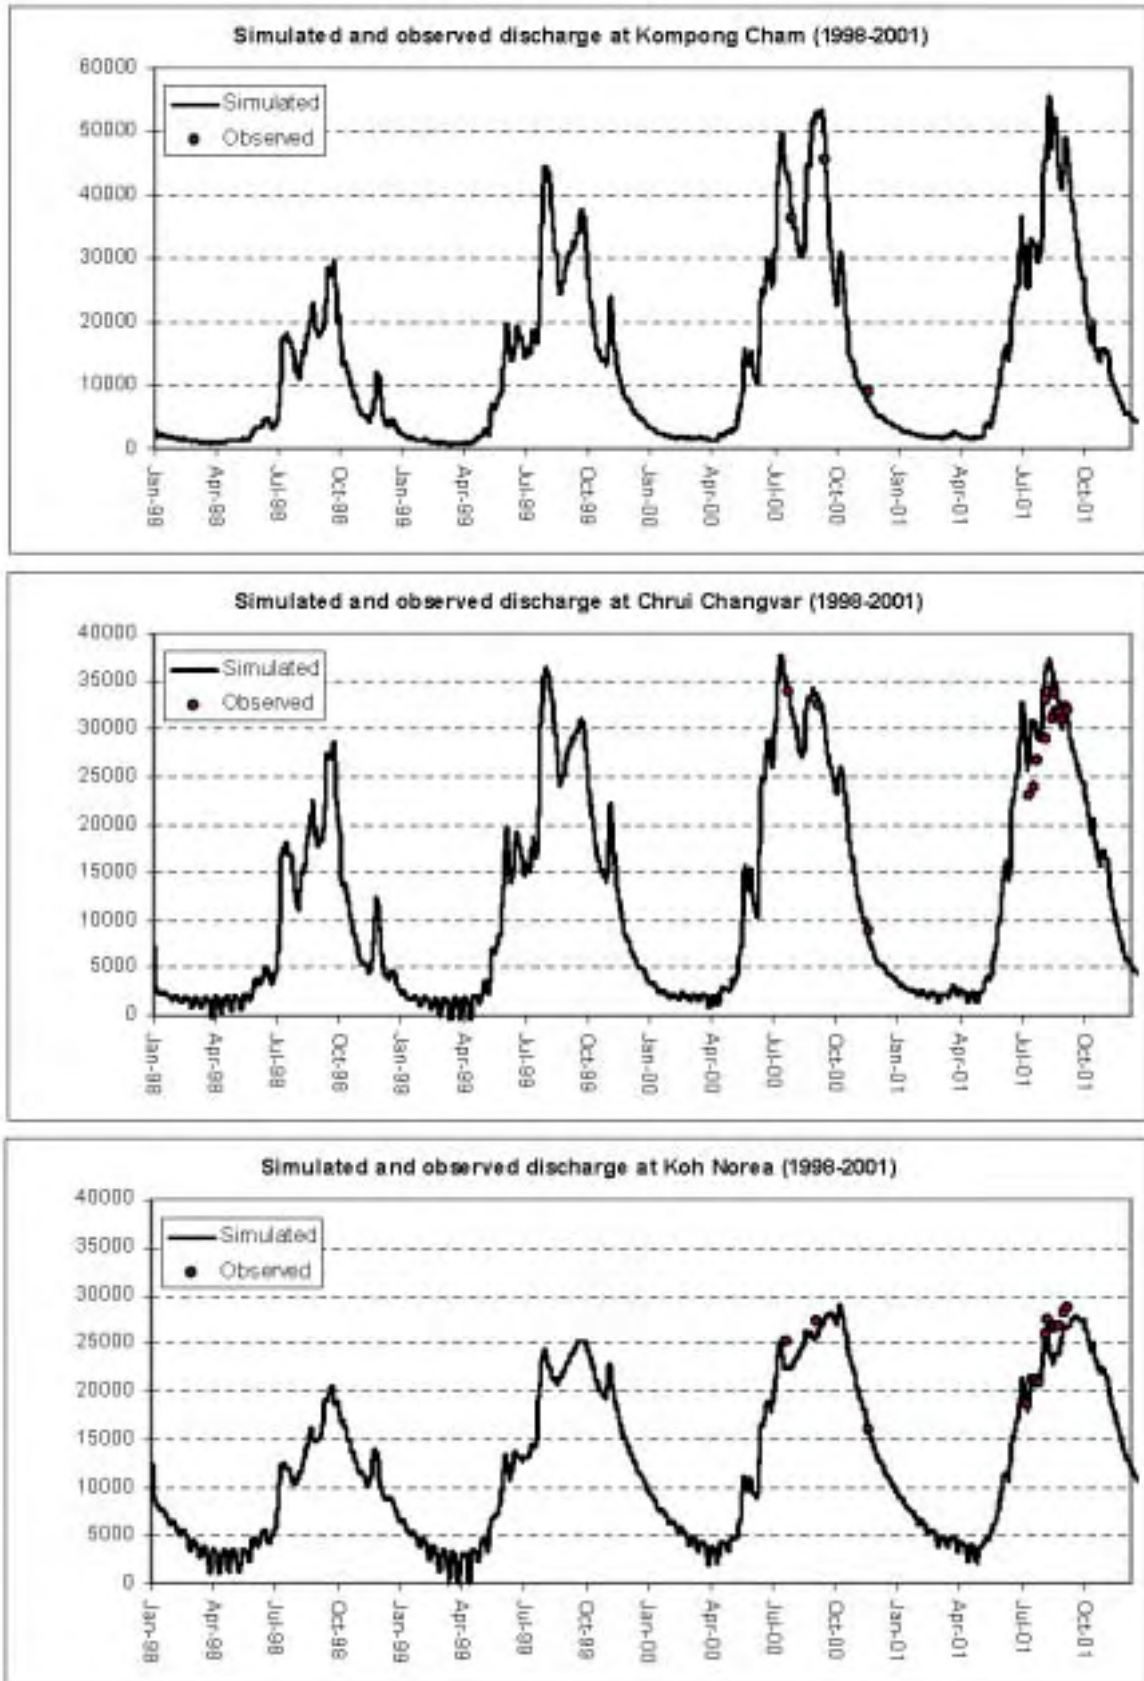 Simulated and observed discharge at Kompong Cham (1998-2001)
60000
50000
40000
30000
20000
10000
0
Simulated
Observed
Jan-98
Apr-98
Jul-98
Oct-98
Jan-99
Apr-99
Jul-99
Oct-99
Jan-00
Apr-00
Jul-00
Oct-00
Jan-01
Apr-01
Jul-01
Oct-01
Simulated and observed discharge at Chrui Changvar (1998-2001)
40000
35000
30000
25000
20000
15000
10000
5000
0
Simulated
Observed
Jan-98
Apr-98
Jul-98
Oct-98
Jan-99
Apr-99
Jul-99
Oct-99
Jan-00
Apr-00
Jul-00
Oct-00
Jan-01
Apr-01
Jul-01
Oct-01
Simulated and observed discharge at Koh Norea (1998-2001)
40000
35000
30000
25000
20000
15000
10000
5000
0
Simulated
Observed
Jan-98
Apr-98
Jul-98
Oct-98
Jan-99
Apr-99
Jul-99
Oct-99
Jan-00
Apr-00
Jul-00
Oct-00
Jan-01
Apr-01
Jul-01
Oct-01